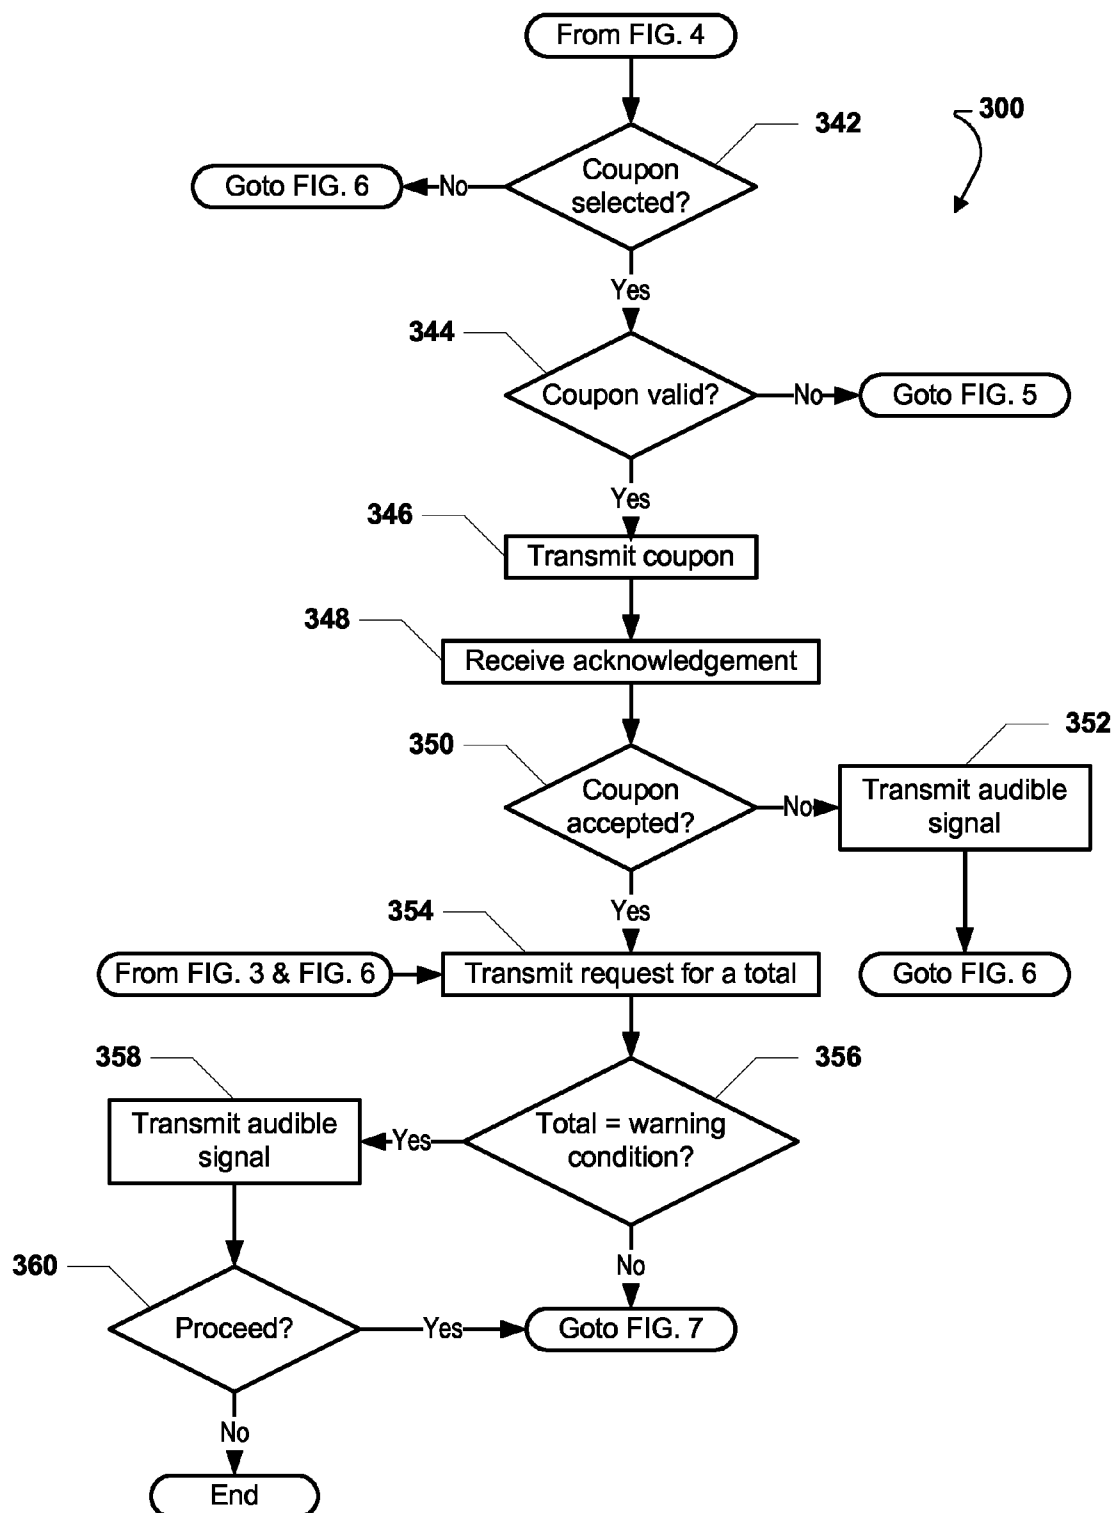 From FIG. 4
342
300
Coupon
selected?
No
Goto FIG. 6
Yes
344
Coupon valid?
No
Goto FIG. 5
Yes
346
Transmit coupon
348
Receive acknowledgement
350
352
Coupon
accepted?
No
Transmit audible
signal
Yes
354
From FIG. 3 & FIG. 6
Transmit request for a total
Goto FIG. 6
358
356
Transmit audible
signal
Yes
Total = warning
condition?
360
No
Proceed?
Yes
Goto FIG. 7
No
End